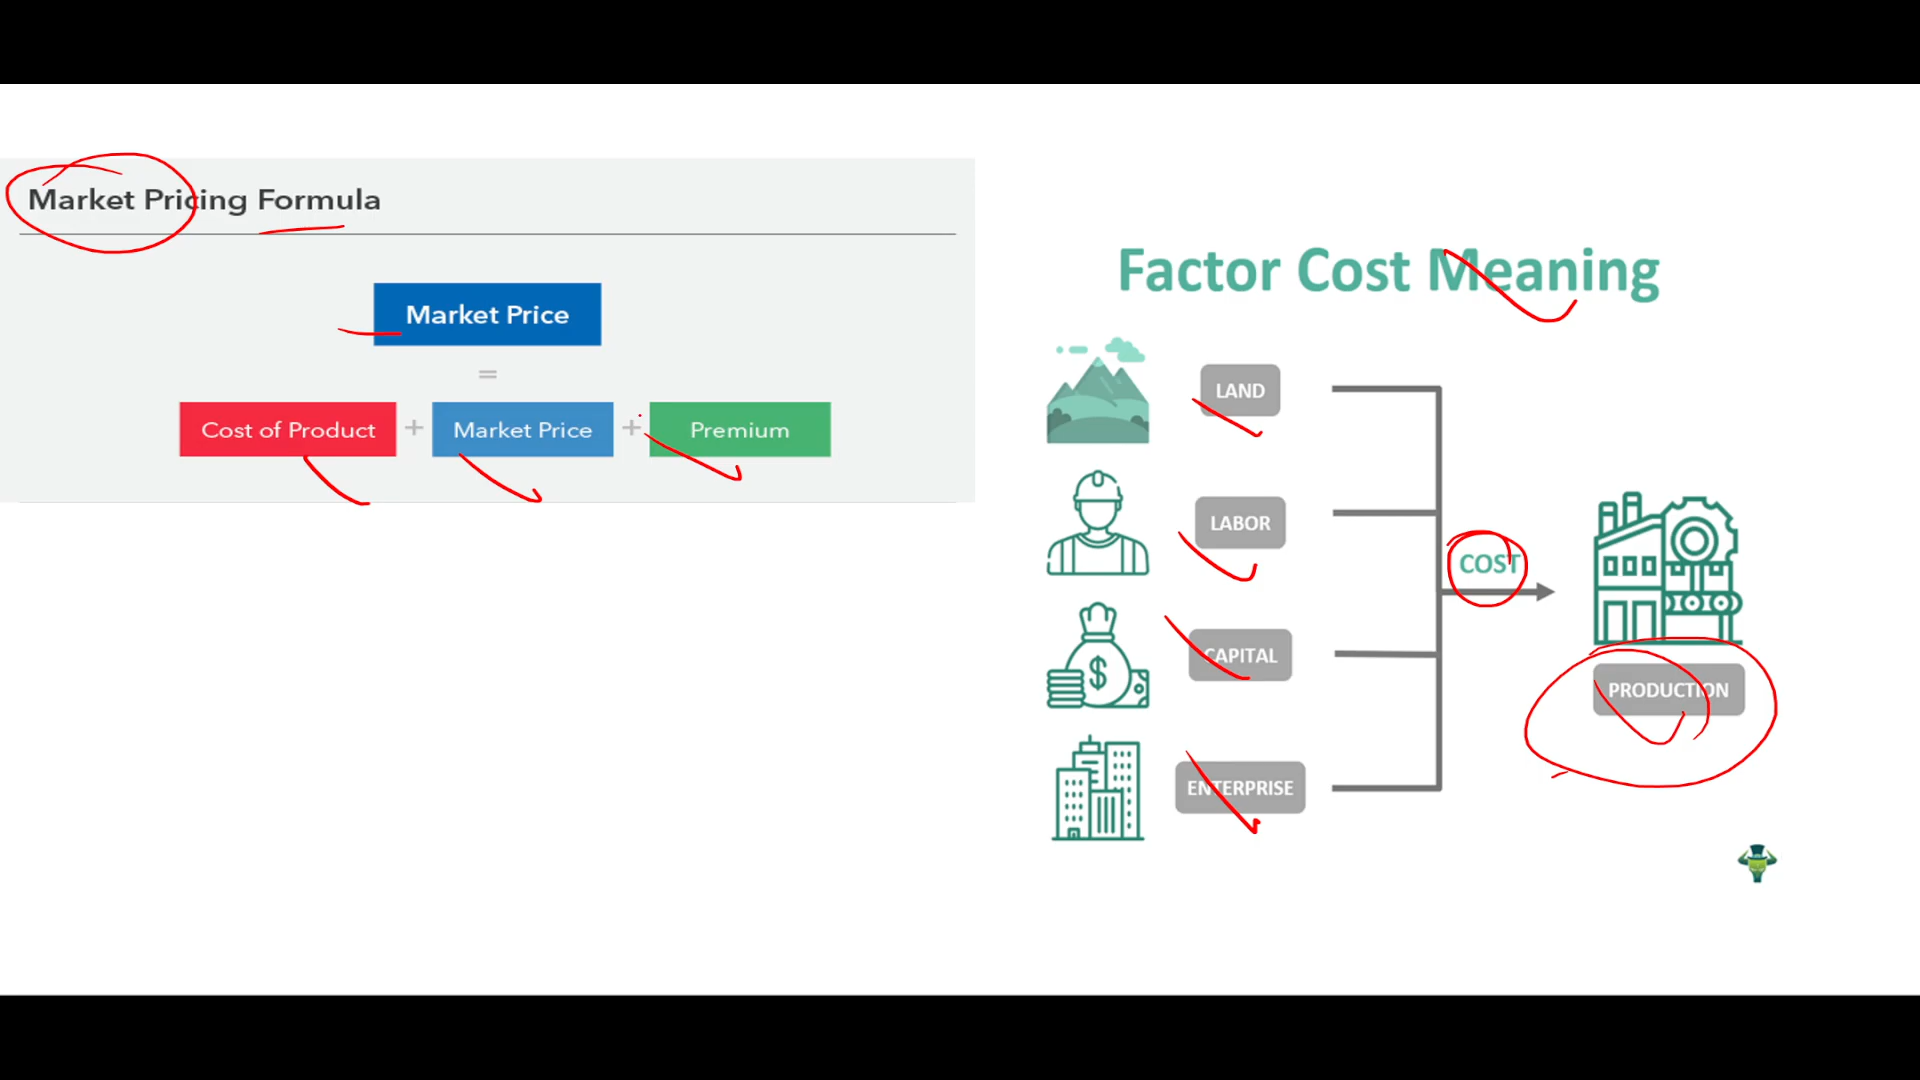 Market Pricing Formula
Market Price
=
Cost of Product + Market Price + Premium
Factor Cost Meaning
LAND
LABOR
CAPITAL
ENTERPRISE
COST
$
PRODUCTION